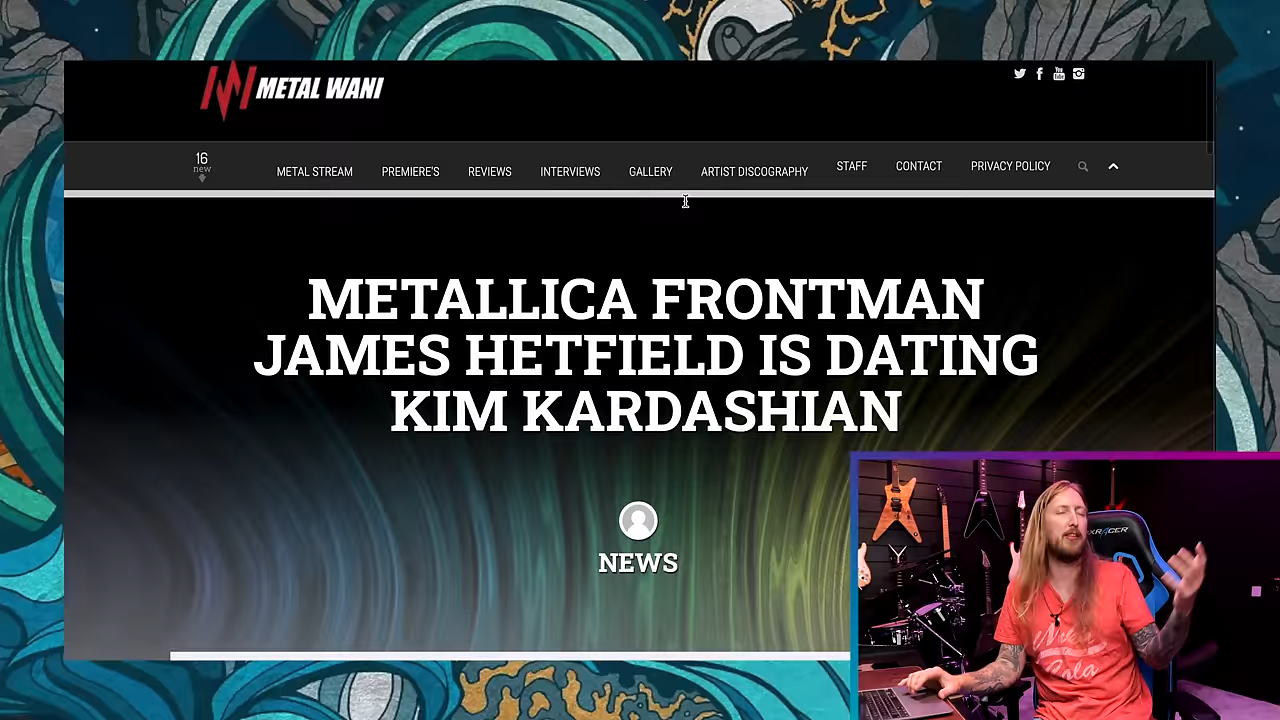 METAL WANI
16
new
METAL STREAM PREMIERE'S REVIEWS INTERVIEWS GALLERY ARTIST DISCOGRAPHY STAFF CONTACT PRIVACY POLICY
METALLICA FRONTMAN
JAMES HETFIELD IS DATING
KIM KARDASHIAN
NEWS
Cola